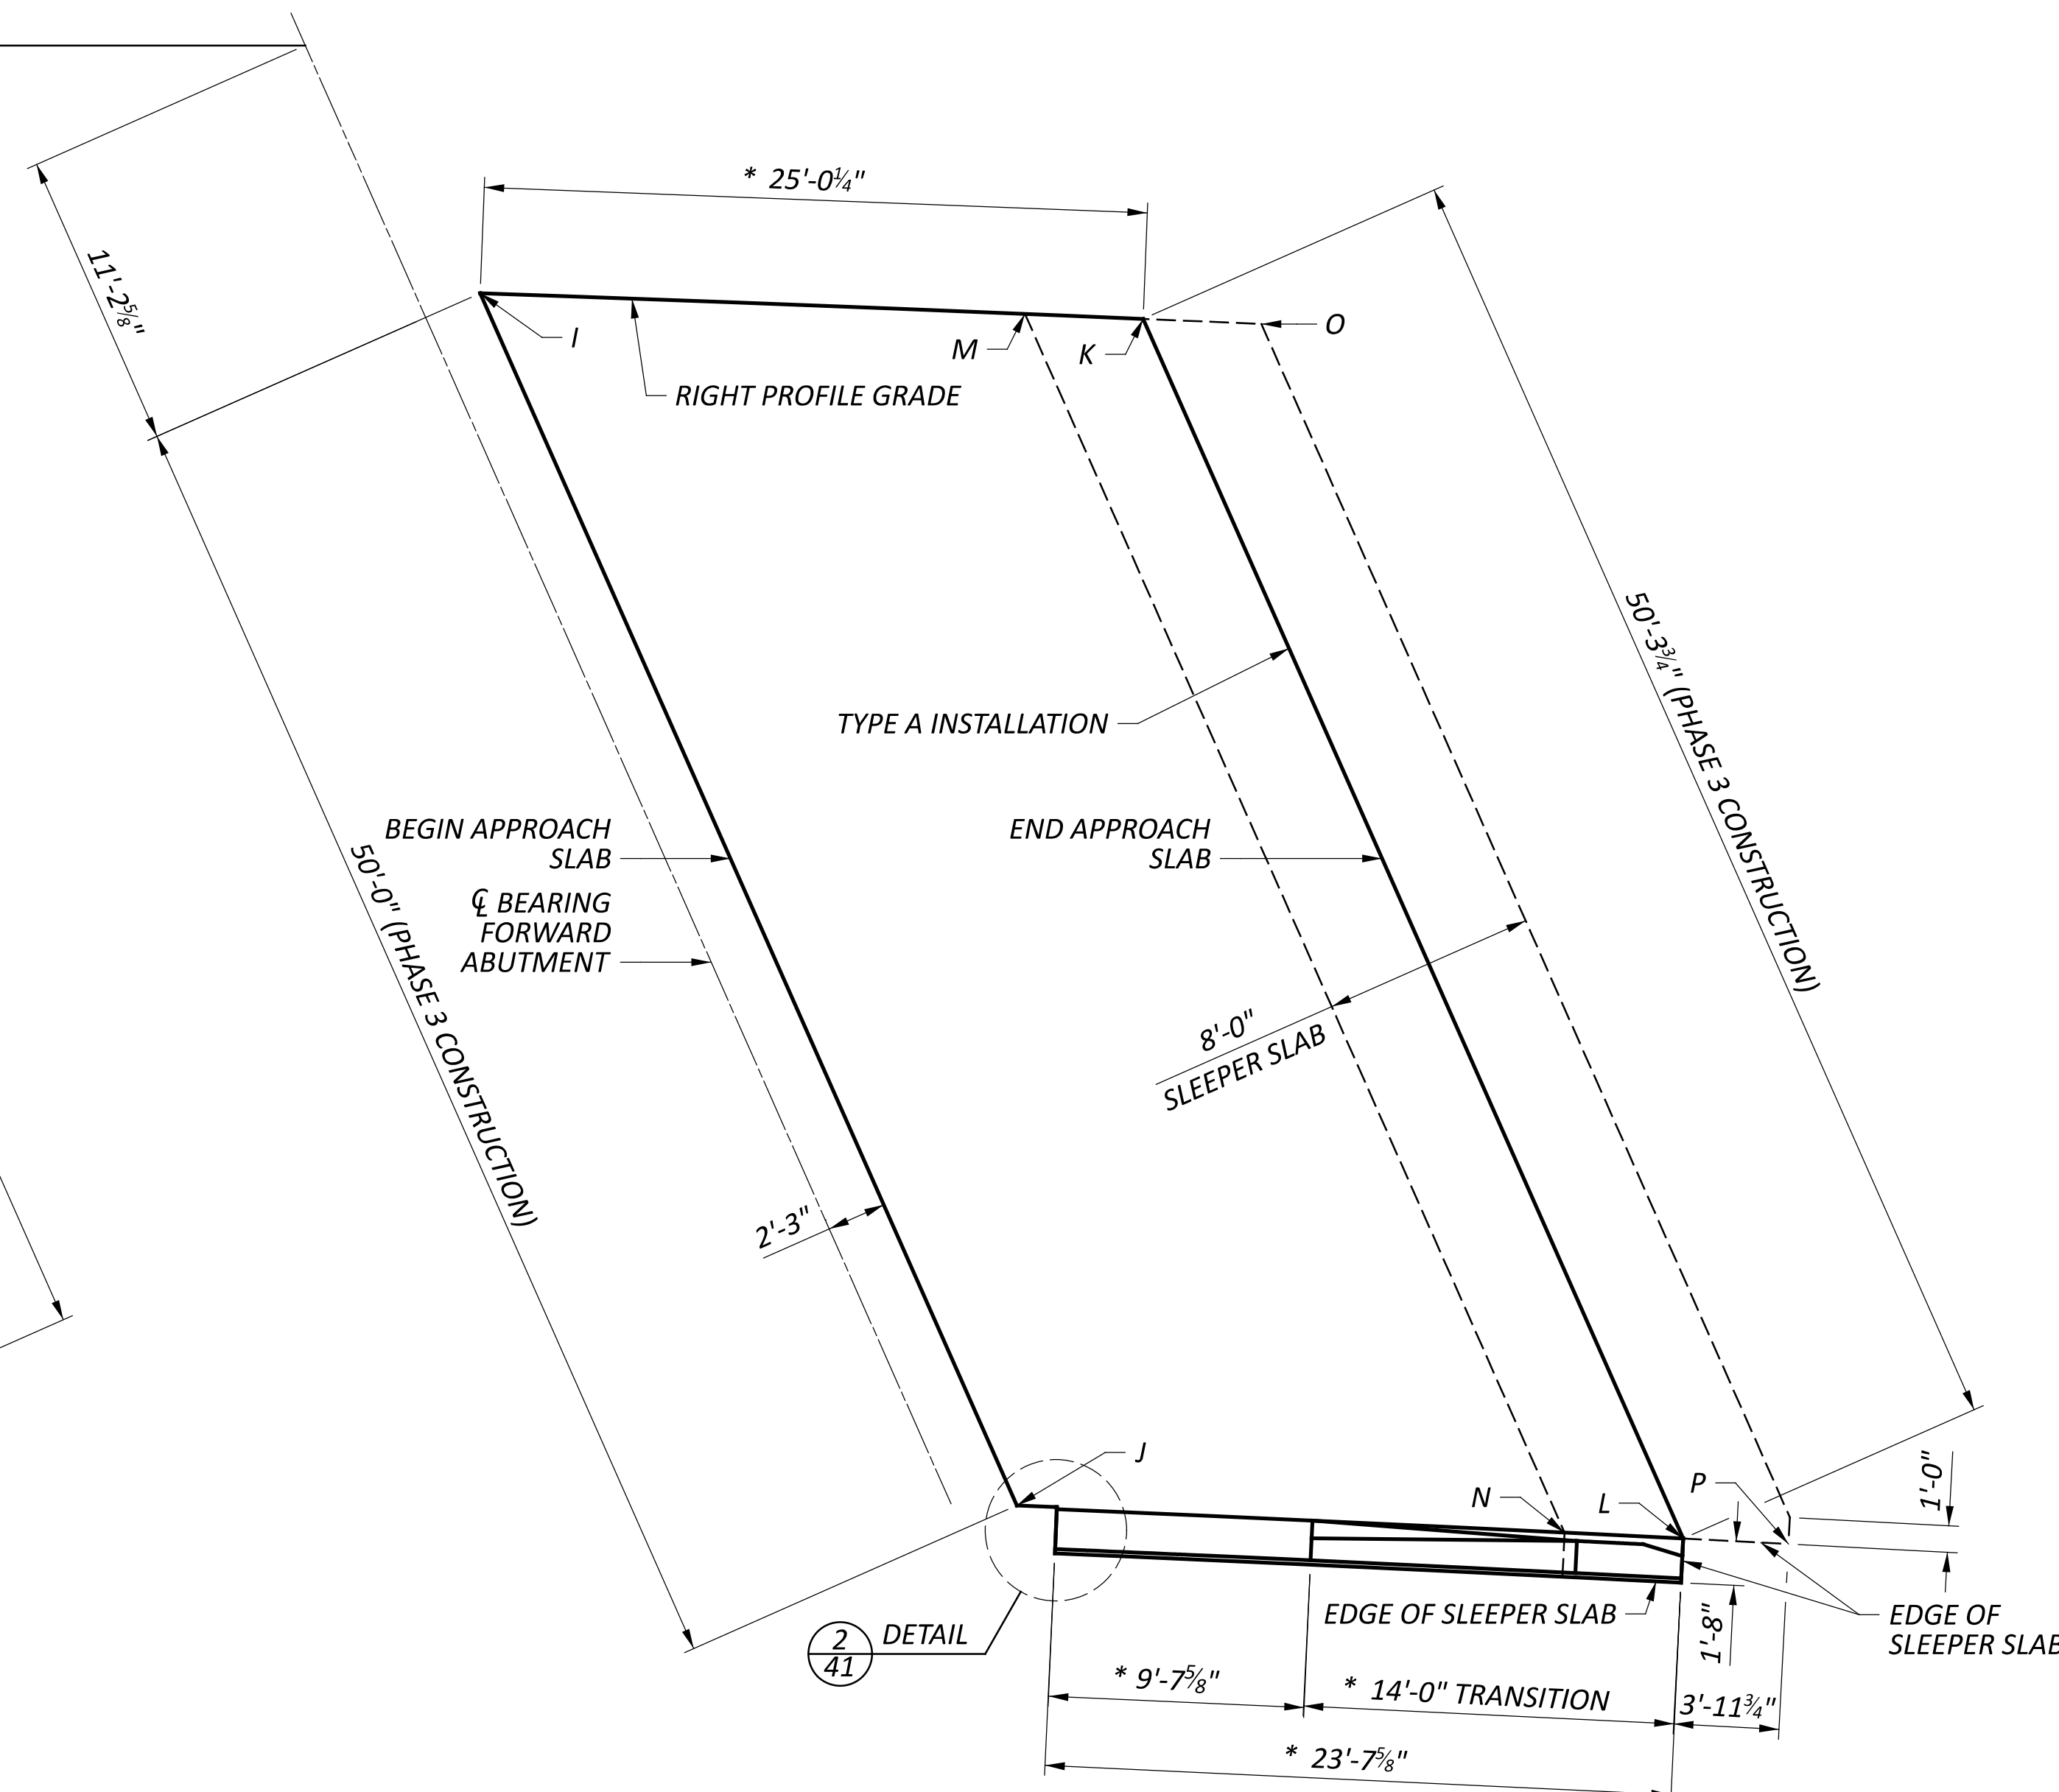 * 25'-0¼"
11'-2⅝"
I
M
K
O
RIGHT PROFILE GRADE
50'-3¾" (PHASE 3 CONSTRUCTION)
TYPE A INSTALLATION
BEGIN APPROACH
SLAB
END APPROACH
SLAB
℄ BEARING
FORWARD
ABUTMENT
50'-0" (PHASE 3 CONSTRUCTION)
8'-0"
SLEEPER SLAB
2'-3"
J
N
L
P
1'-0"
EDGE OF SLEEPER SLAB
EDGE OF
SLEEPER SLAB
1'-8"
2
41
DETAIL
* 9'-7⅝"
* 14'-0" TRANSITION
3'-11¾"
* 23'-7⅝"